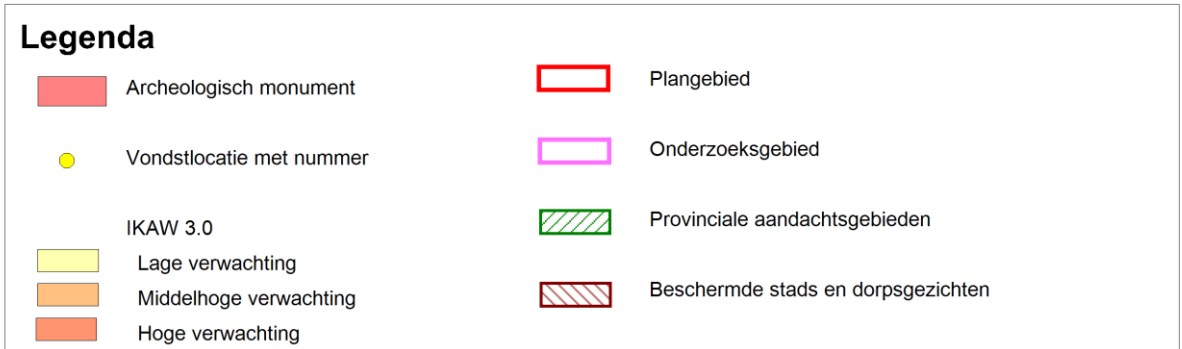 Legenda
Archeologisch monument
Vondstlocatie met nummer
IKAW 3.0
Lage verwachting
Middelhoge verwachting
Hoge verwachting
Plangebied
Onderzoeksgebied
Provinciale aandachtsgebieden
Beschermde stads en dorpsgezichten